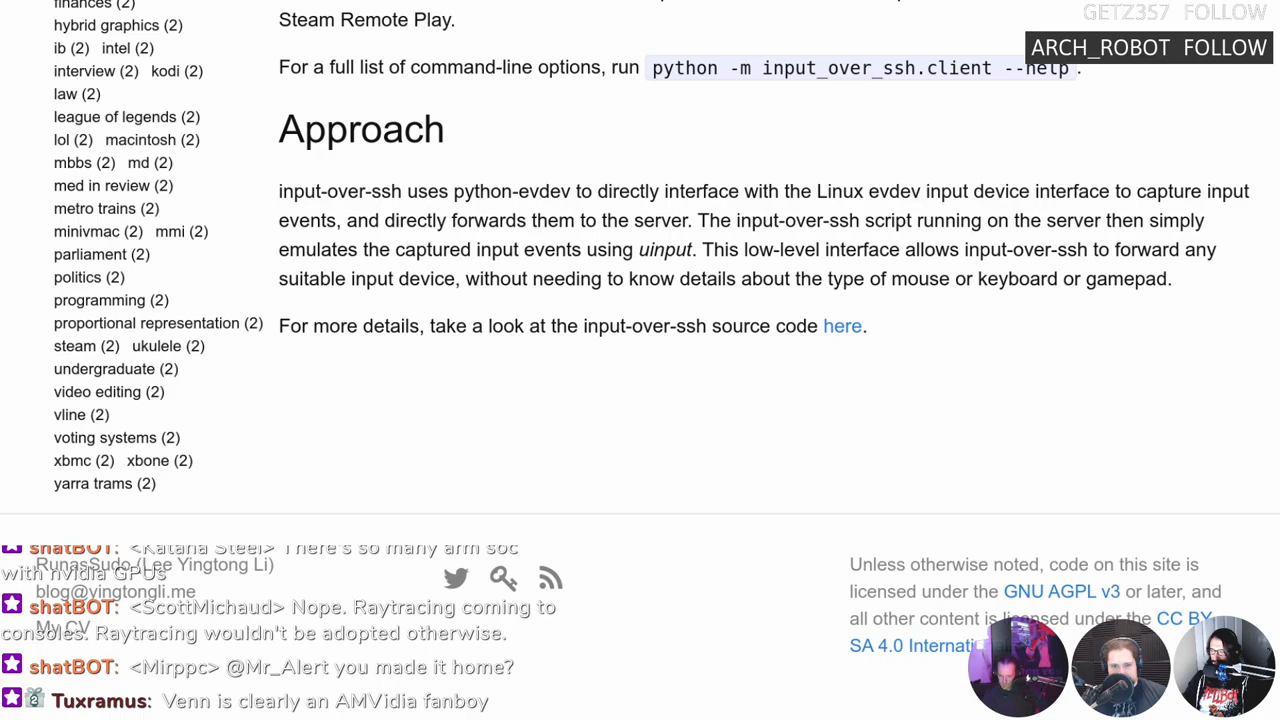 finances (2)
hybrid graphics (2)
ib (2) intel (2)
interview (2) kodi (2)
law (2)
league of legends (2)
lol (2) macintosh (2)
mbbs (2) md (2)
med in review (2)
metro trains (2)
minivmac (2) mmi (2)
parliament (2)
politics (2)
programming (2)
proportional representation (2)
steam (2) ukulele (2)
undergraduate (2)
video editing (2)
vline (2)
voting systems (2)
xbmc (2) xbone (2)
yarra trams (2)
Steam Remote Play.
For a full list of command-line options, run python -m input_over_ssh.client --help.
Approach
input-over-ssh uses python-evdev to directly interface with the Linux evdev input device interface to capture input
events, and directly forwards them to the server. The input-over-ssh script running on the server then simply
emulates the captured input events using uinput. This low-level interface allows input-over-ssh to forward any
suitable input device, without needing to know details about the type of mouse or keyboard or gamepad.
For more details, take a look at the input-over-ssh source code here.
GETZ357 FOLLOW
ARCH_ROBOT FOLLOW
shatBOT: <Katana Steel> There's so many arm soc
with nvidia GPUs
shatBOT: <ScottMichaud> Nope. Raytracing coming to
consoles. Raytracing wouldn't be adopted otherwise.
shatBOT: <Mirppc> @Mr_Alert you made it home?
2 Tuxramus: Venn is clearly an AMVidia fanboy
RunasSudo (Lee Yingtong Li)
blog@yingtongli.me
My CV
Unless otherwise noted, code on this site is
licensed under the GNU AGPL v3 or later, and
all other content is licensed under the CC BY-
SA 4.0